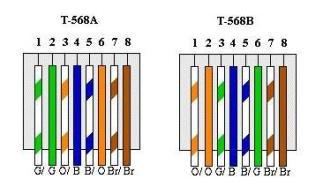 T-568A
1 2 3 4 5 6 7 8
G/ G O/ B B/ O Br/ Br
T-568B
1 2 3 4 5 6 7 8
O/ O G/ B B/ G Br/ Br